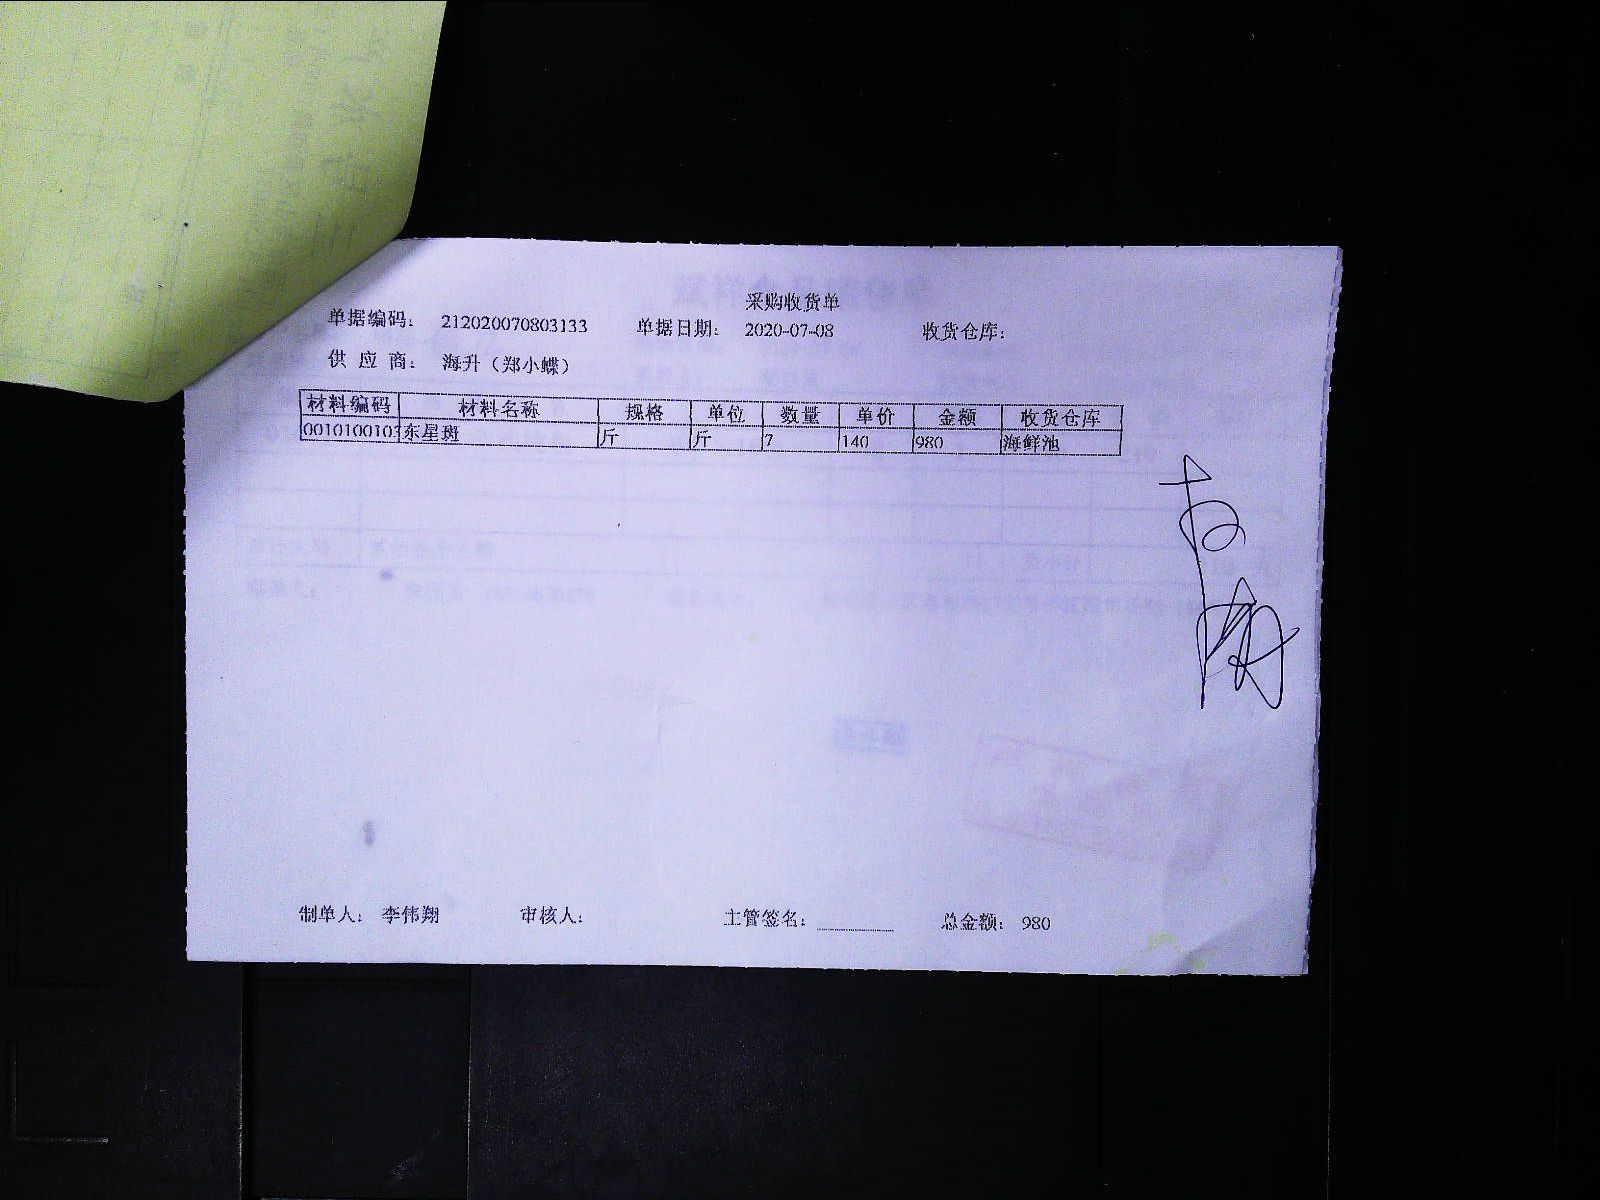 采购收货单
单据编码: 212020070803133 单据日期: 2020-07-08 收货仓库:
供应商: 海升（郑小蝶）
材料编码 材料名称 规格 单位 数量 单价 金额 收货仓库
0010100103 东星斑 斤 斤 7 140 980 海鲜池
制单人: 李伟翔 审核人: 主管签名: 总金额: 980